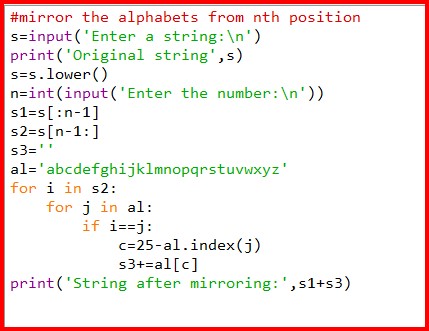 #mirror the alphabets from nth position
s=input('Enter a string:\n')
print('Original string',s)
s=s.lower()
n=int(input('Enter the number:\n'))
s1=s[:n-1]
s2=s[n-1:]
s3=''
al='abcdefghijklmnopqrstuvwxyz'
for i in s2:
    for j in al:
        if i==j:
            c=25-al.index(j)
            s3+=al[c]
print('String after mirroring:',s1+s3)